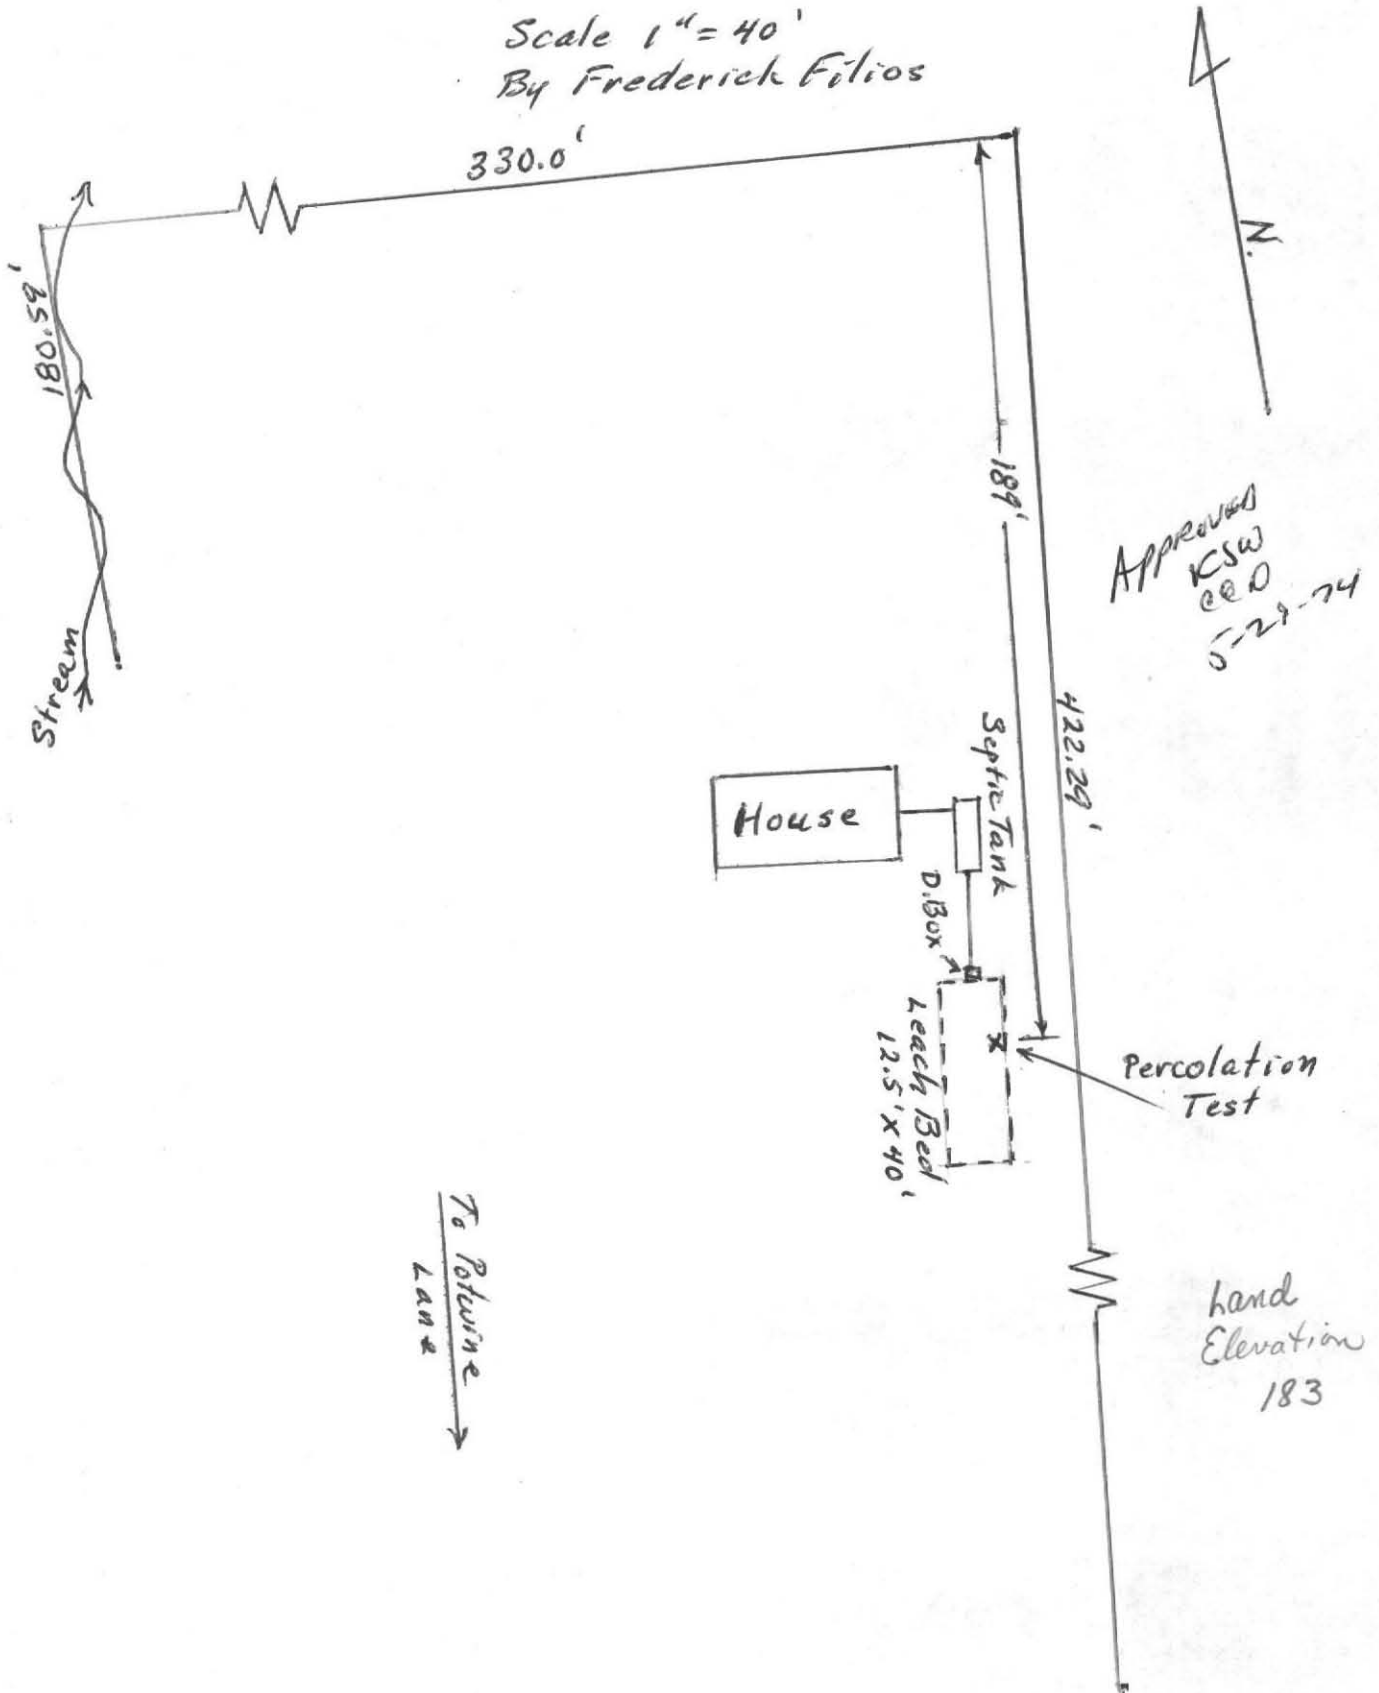 Scale 1" = 40'
By Frederick Filios
330.0'
N.
180.59'
189'
Approved
KSW
5-29-74
Stream
422.29'
Septic Tank
House
D.Box
Leach Bed
12.5' x 40'
Percolation
Test
To Potwine
Lane
Land
Elevation
183